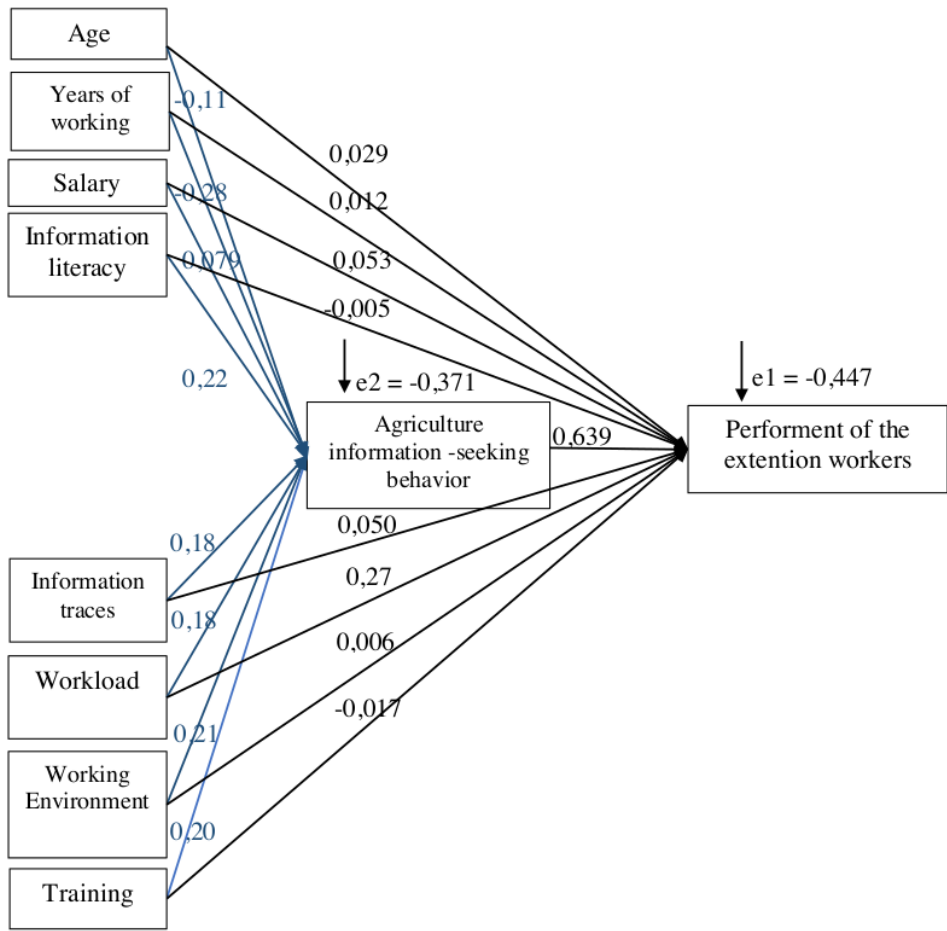 Age
Years of
working
Salary
Information
literacy
-0,11
-0,28
0,079
0,22
0,029
0,012
0,053
-0,005
e2 = -0,371
e1 = -0,447
Agriculture
information -seeking
behavior
0,639
Performent of the
extention workers
Information
traces
Workload
Working
Environment
Training
0,18
0,18
0,21
0,20
0,050
0,27
0,006
-0,017